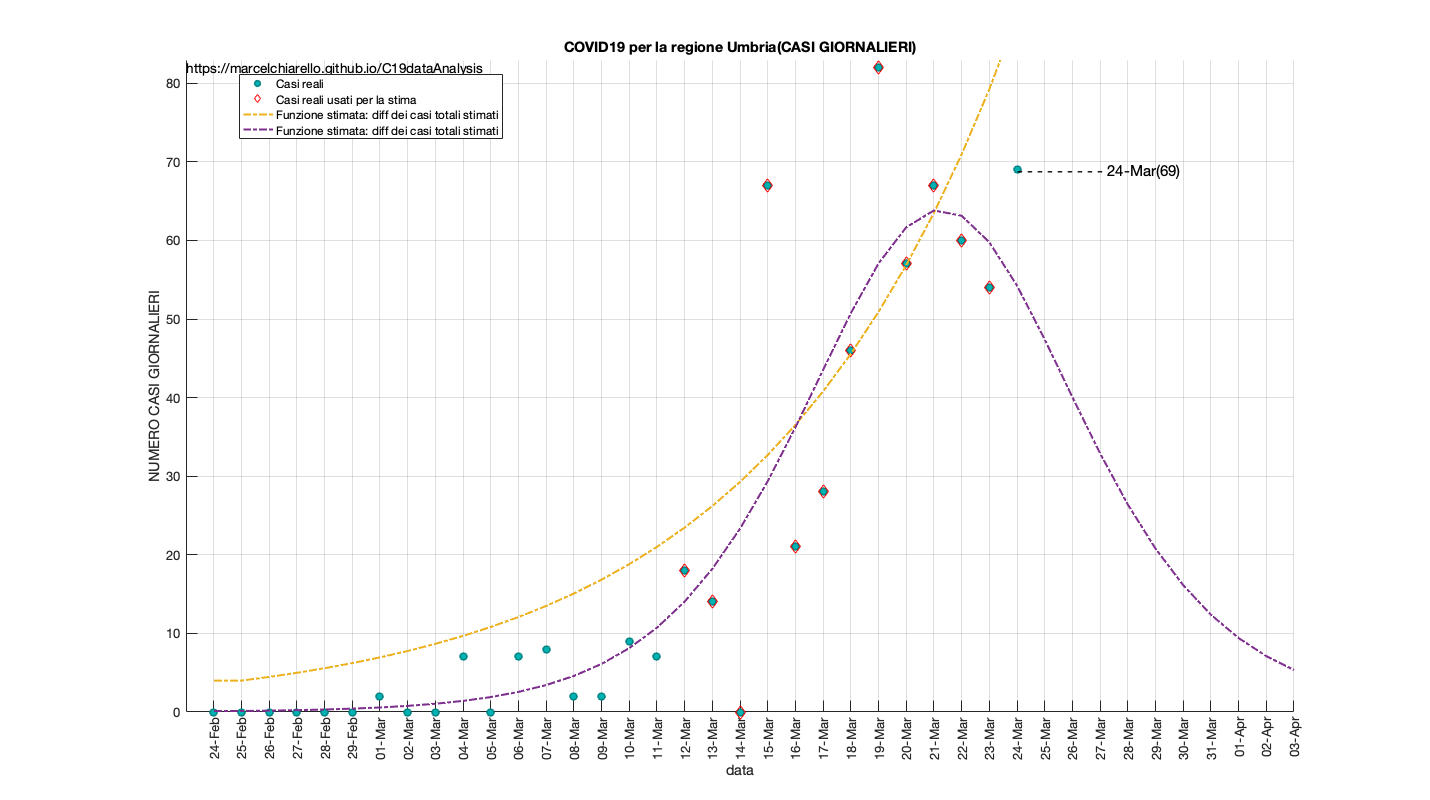 COVID19 per la regione Umbria(CASI GIORNALIERI)
https://marcelchiarello.github.io/C19dataAnalysis
Casi reali
Casi reali usati per la stima
Funzione stimata: diff dei casi totali stimati
Funzione stimata: diff dei casi totali stimati
80
70
60
50
40
30
20
10
0
NUMERO CASI GIORNALIERI
24-Mar(69)
24-Feb
25-Feb
26-Feb
27-Feb
28-Feb
29-Feb
01-Mar
02-Mar
03-Mar
04-Mar
05-Mar
06-Mar
07-Mar
08-Mar
09-Mar
10-Mar
11-Mar
12-Mar
13-Mar
14-Mar
15-Mar
16-Mar
17-Mar
18-Mar
19-Mar
20-Mar
21-Mar
22-Mar
23-Mar
24-Mar
25-Mar
26-Mar
27-Mar
28-Mar
29-Mar
30-Mar
31-Mar
01-Apr
02-Apr
03-Apr
data